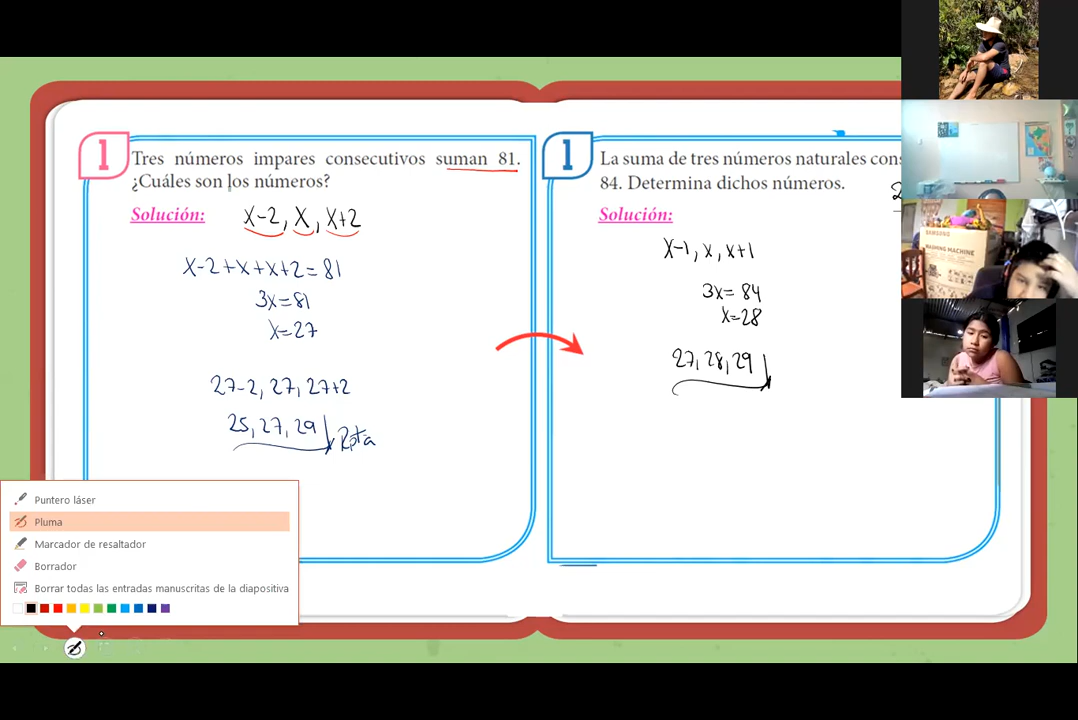 1
Tres números impares consecutivos suman 81.
¿Cuáles son los números?
Solución:
x-2, x, x+2
x-2+x+x+2=81
3x=81
x=27
27-2, 27, 27+2
25, 27, 29
Rpta
1
La suma de tres números naturales cons
84. Determina dichos números.
Solución:
x-1, x, x+1
3x=84
x=28
27, 28, 29
SAMSUNG
WASHING MACHINE
Puntero láser
Pluma
Marcador de resaltador
Borrador
Borrar todas las entradas manuscritas de la diapositiva